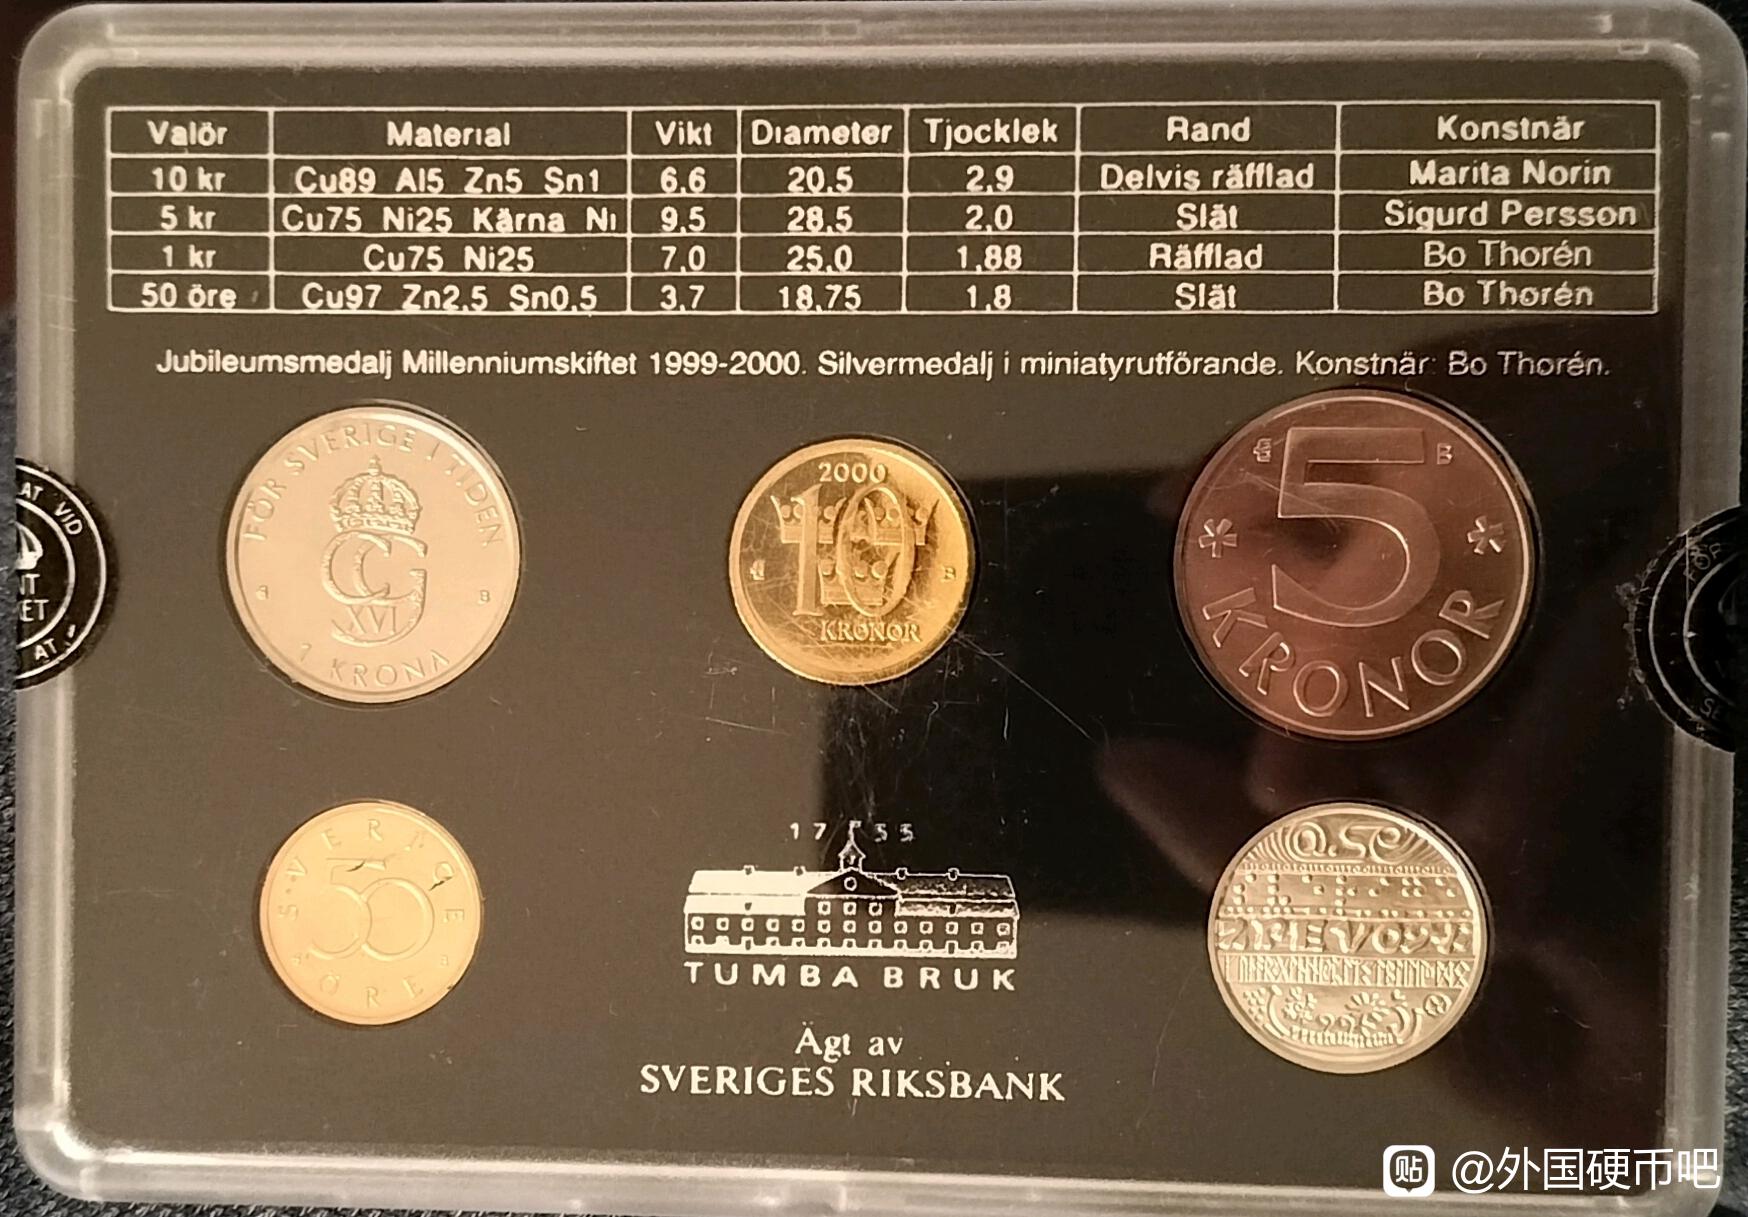 Valör Material Vikt Diameter Tjocklek Rand Konstnär
10 kr Cu89 Al5 Zn5 Sn1 6,6 20,5 2,9 Delvis räfflad Marita Norin
5 kr Cu75 Ni25 Kärna Ni 9,5 28,5 2,0 Slät Sigurd Persson
1 kr Cu75 Ni25 7,0 25,0 1,88 Räfflad Bo Thorén
50 öre Cu97 Zn2,5 Sn0,5 3,7 18,75 1,8 Slät Bo Thorén
Jubileumsmedalj Millenniumskiftet 1999-2000. Silvermedalj i miniatyrutförande. Konstnär: Bo Thorén.
FÖR SVERIGE I TIDEN
CG
XVI
B
1 KRONA
2000
10
B
KRONOR
5
B
KRONOR
VID
AT
SVERIGE
50
ÖRE
1755
TUMBA BRUK
Ägt av
SVERIGES RIKSBANK
贴 @外国硬币吧